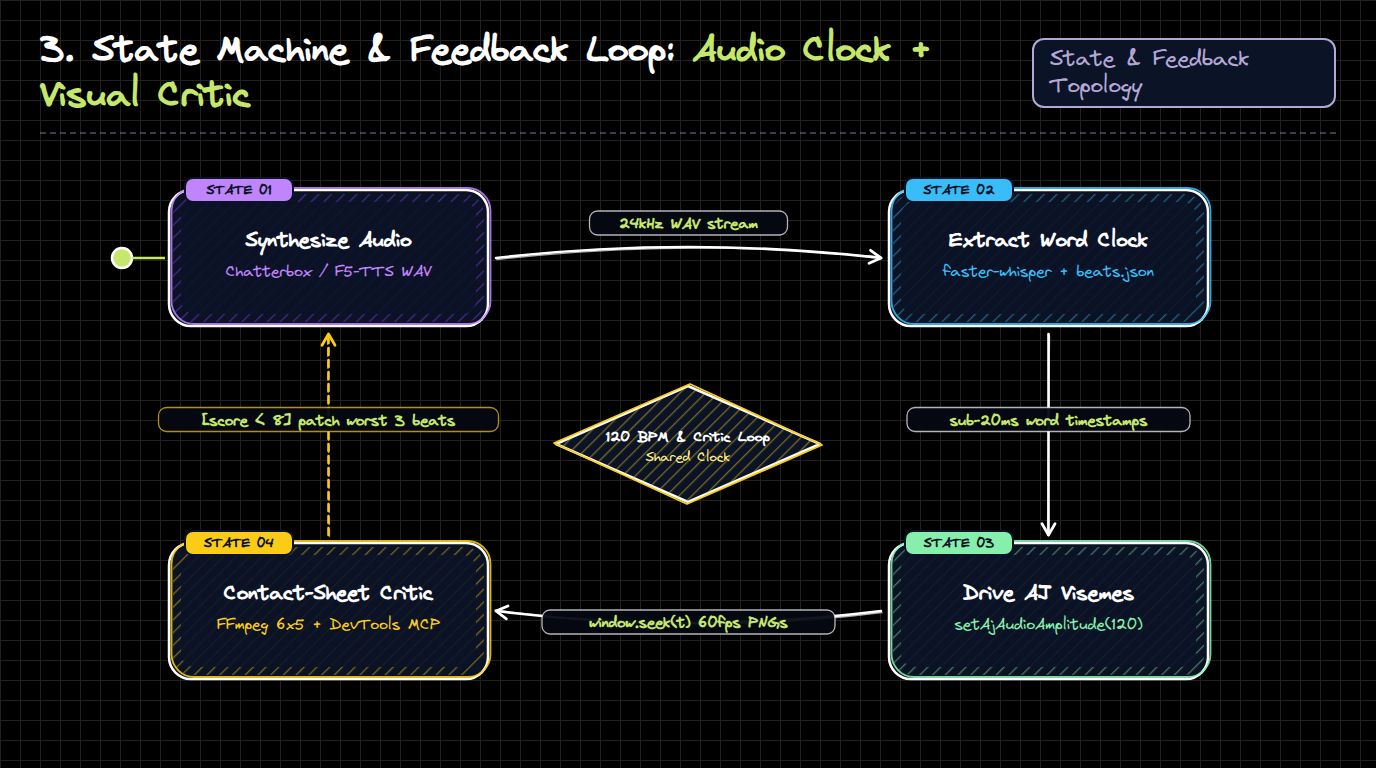 3. State Machine & Feedback Loop: Audio Clock +
Visual Critic
State & Feedback
Topology
STATE 01
Synthesize Audio
Chatterbox / F5-TTS WAV
24kHz WAV stream
STATE 02
Extract Word Clock
faster-whisper + beats.json
[score < 8] patch worst 3 beats
120 BPM & Critic Loop
Shared Clock
sub-20ms word timestamps
STATE 04
Contact-Sheet Critic
FFmpeg 6x5 + DevTools MCP
window.seek(t) 60fps PNGs
STATE 03
Drive AJ Visemes
setAjAudioAmplitude(120)